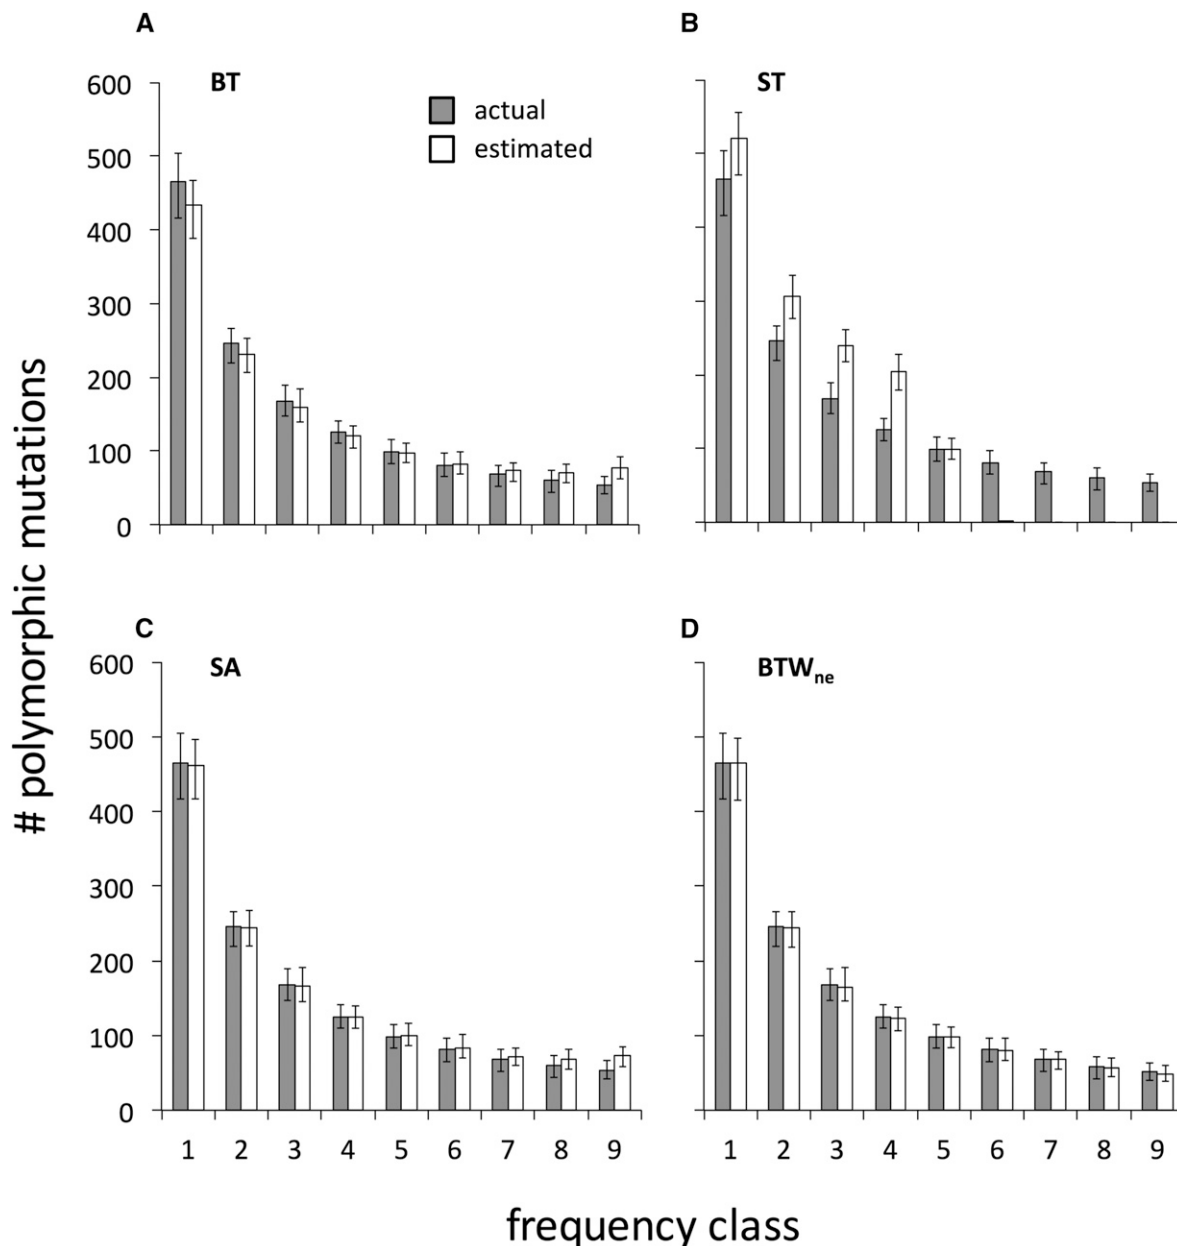 A
B
BT
ST
actual
estimated
600
500
400
300
200
100
0
C
D
SA
BTWne
600
500
400
300
200
100
0
1 2 3 4 5 6 7 8 9
1 2 3 4 5 6 7 8 9
# polymorphic mutations
frequency class